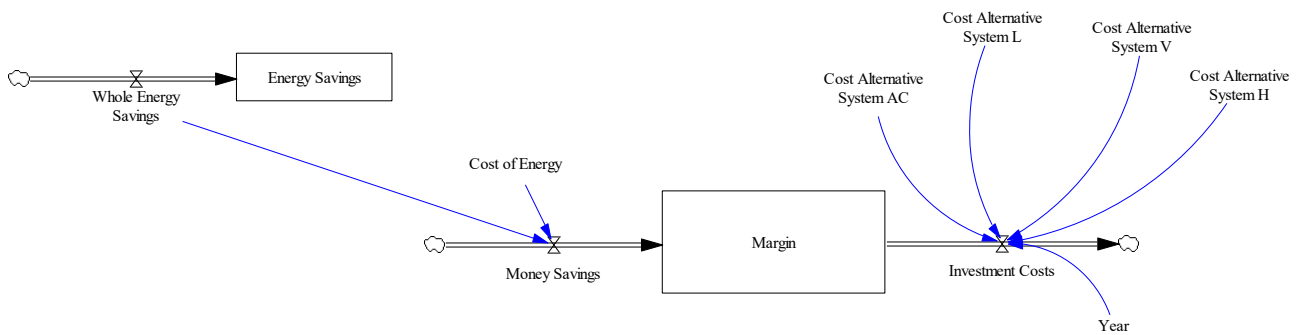 Cost Alternative
System L
Cost Alternative
System V
Energy Savings
Cost Alternative
System AC
Cost Alternative
System H
Whole Energy
Savings
Cost of Energy
Margin
Money Savings
Investment Costs
Year